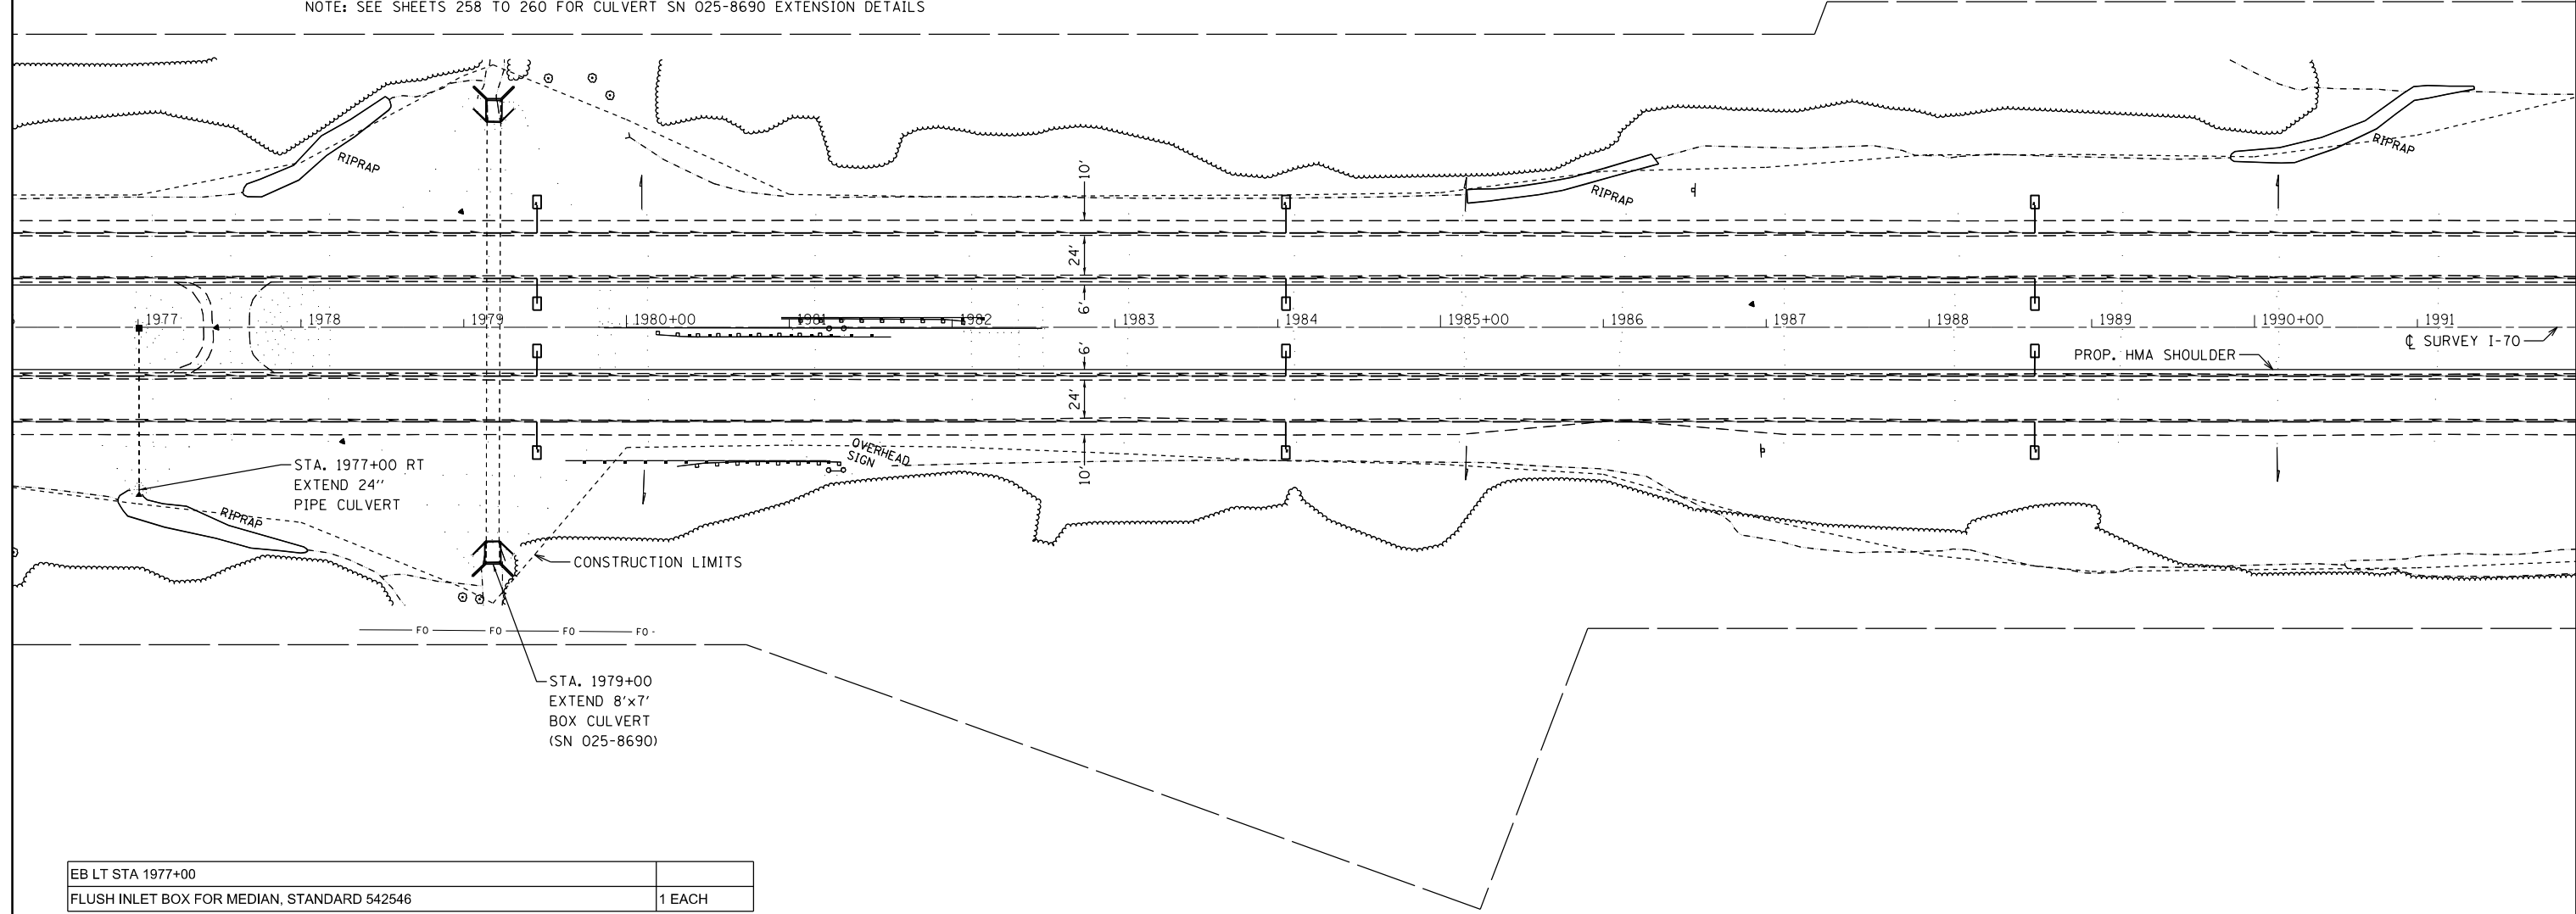 NOTE: SEE SHEETS 258 TO 260 FOR CULVERT SN 025-8690 EXTENSION DETAILS
RIPRAP
10'
RIPRAP
RIPRAP
24'
6'
1977
1978
1979
1980+00
1981
1982
1983
1984
1985+00
1986
1987
1988
1989
1990+00
1991
℄ SURVEY I-70
6'
PROP. HMA SHOULDER
24'
OVERHEAD
SIGN
10'
STA. 1977+00 RT
EXTEND 24''
PIPE CULVERT
RIPRAP
CONSTRUCTION LIMITS
FO
FO
FO
FO
STA. 1979+00
EXTEND 8'x7'
BOX CULVERT
(SN 025-8690)
EB LT STA 1977+00
FLUSH INLET BOX FOR MEDIAN, STANDARD 542546 1 EACH